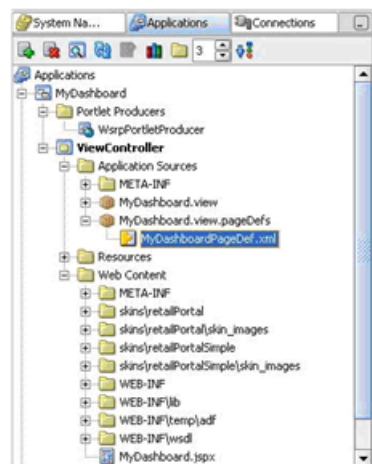 System Na...
Applications
Connections
3
Applications
MyDashboard
Portlet Producers
WsrpPortletProducer
ViewController
Application Sources
META-INF
MyDashboard.view
MyDashboard.view.pageDefs
MyDashboardPageDef.xml
Resources
Web Content
META-INF
skins\retailPortal
skins\retailPortal\skin_images
skins\retailPortalSimple
skins\retailPortalSimple\skin_images
WEB-INF
WEB-INF\lib
WEB-INF\temp\adf
WEB-INF\wsdl
MyDashboard.jspx